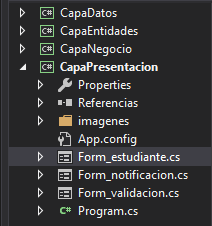 CapaDatos
CapaEntidades
CapaNegocio
CapaPresentacion
Properties
Referencias
imagenes
App.config
Form_estudiante.cs
Form_notificacion.cs
Form_validacion.cs
Program.cs